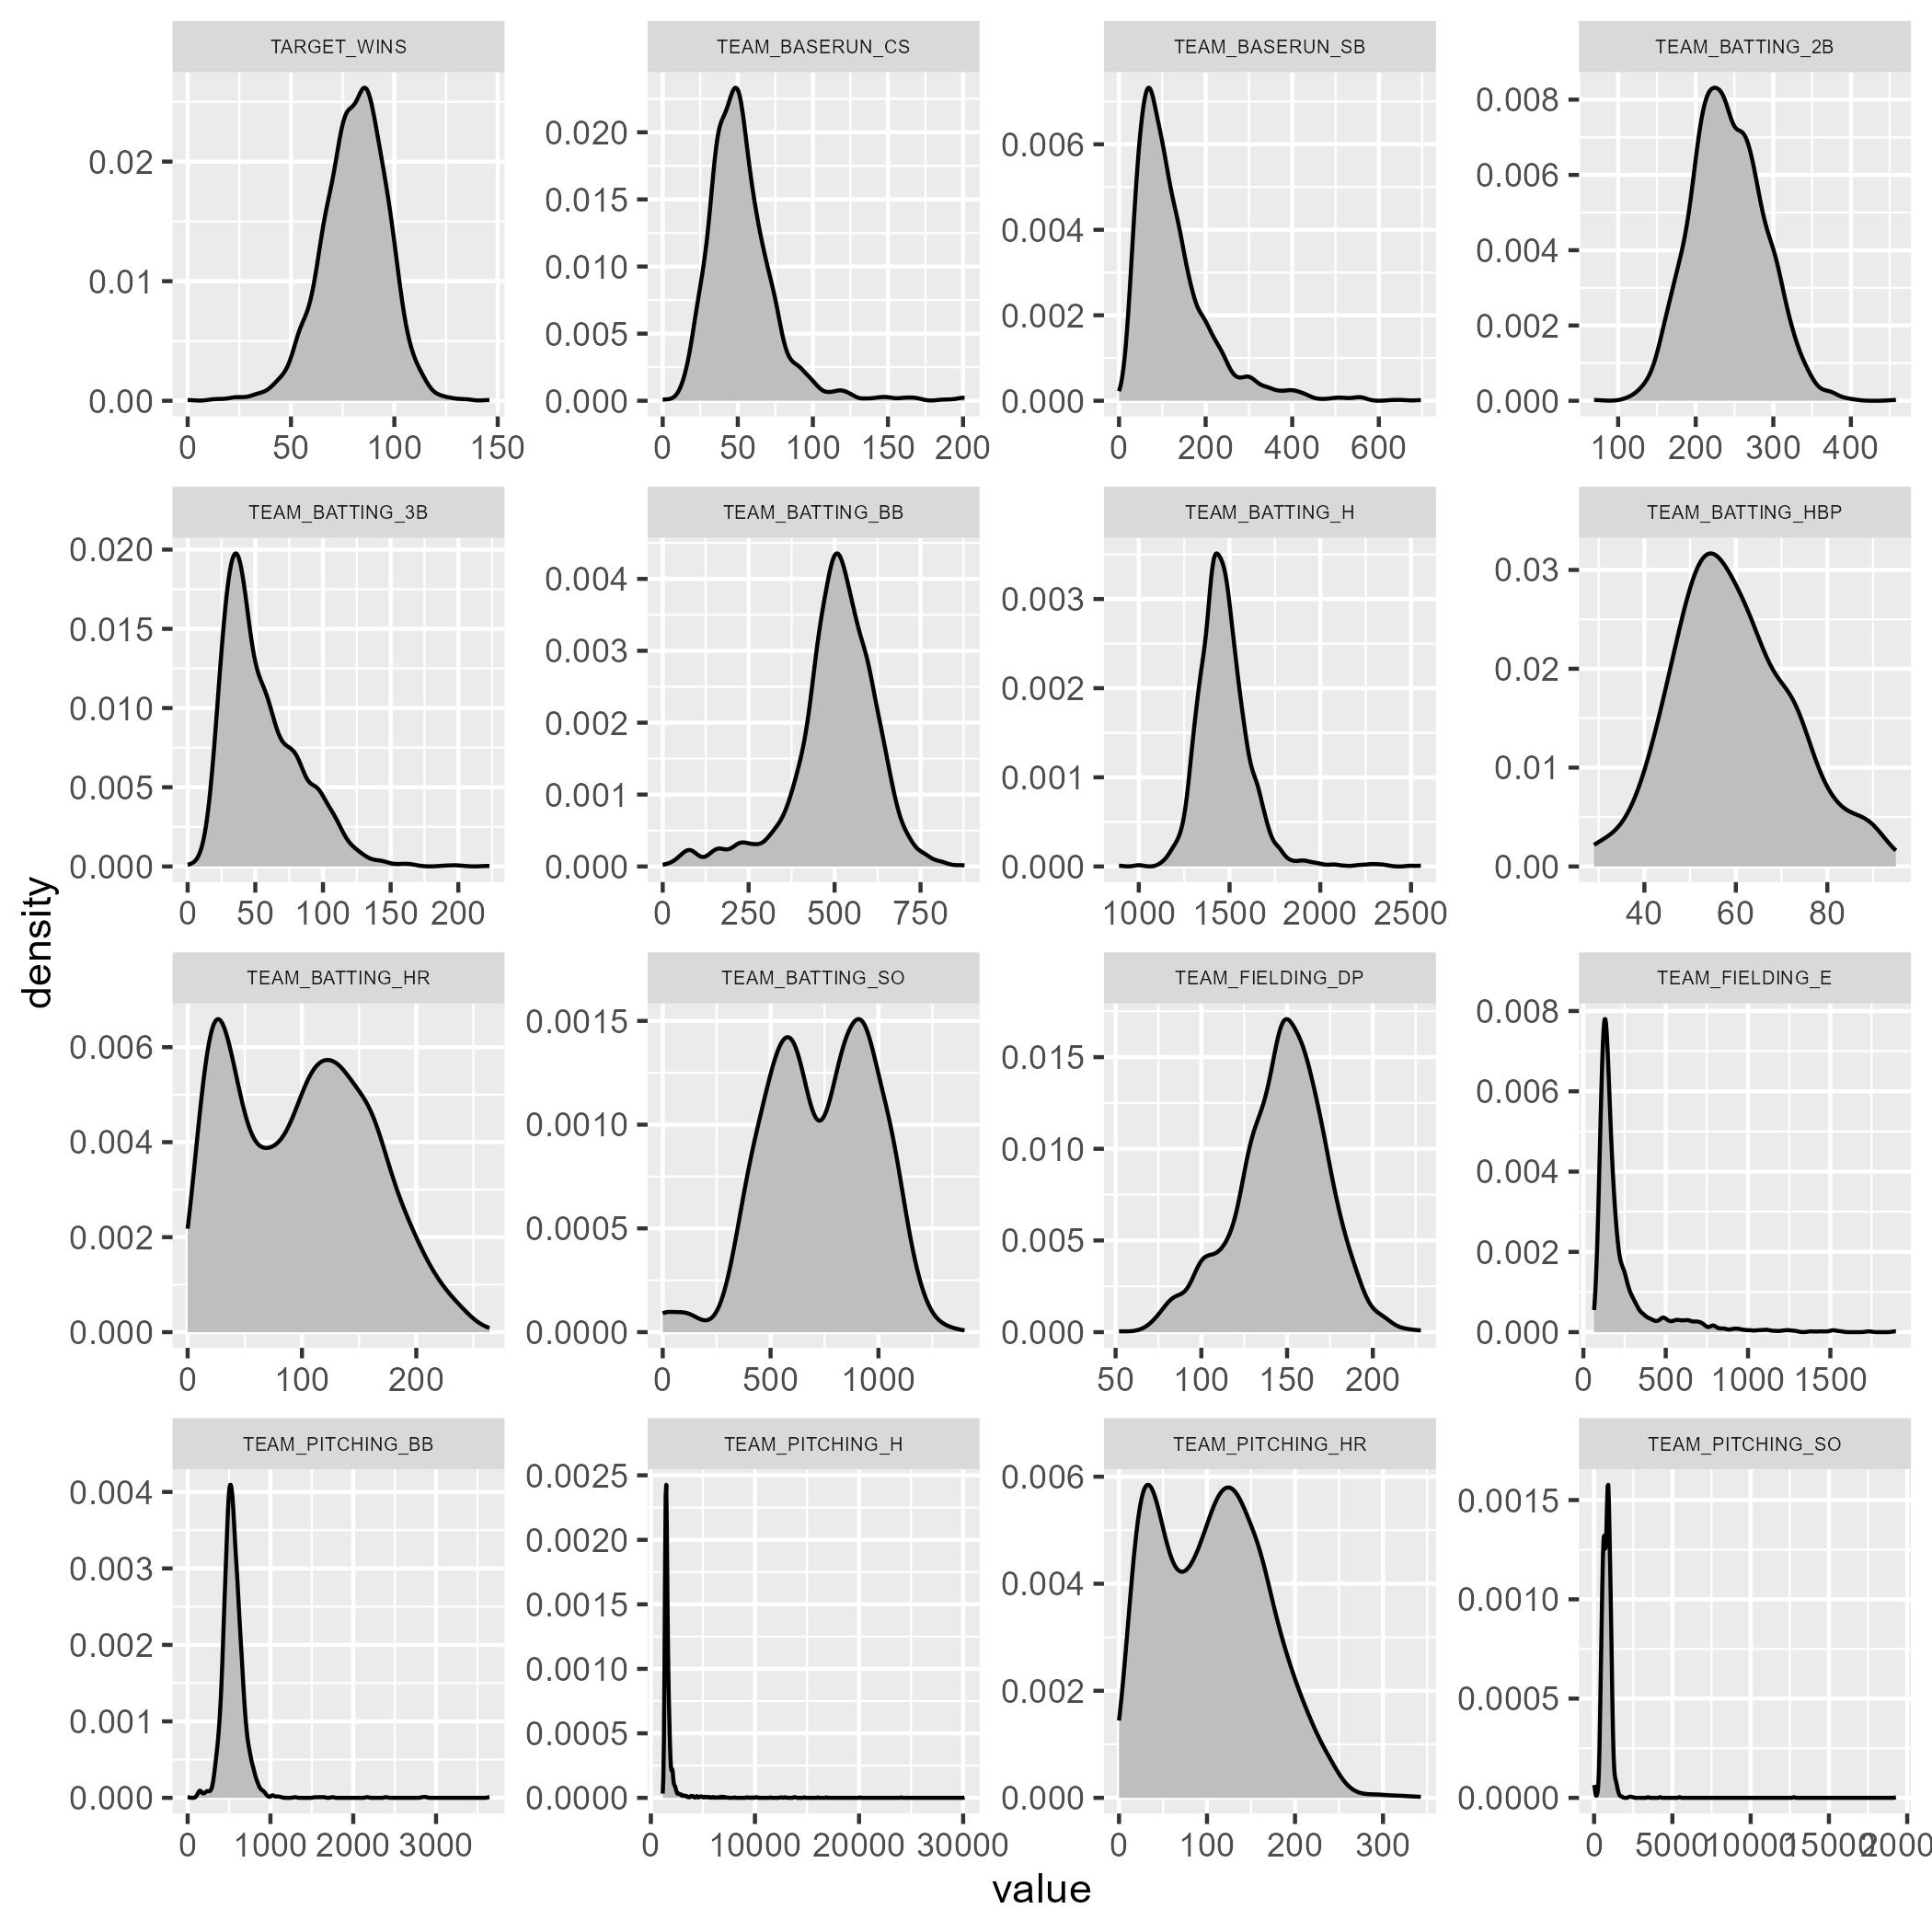 TARGET_WINS TEAM_BASERUN_CS TEAM_BASERUN_SB TEAM_BATTING_2B
0.02 0.01 0.00
0.020 0.015 0.010 0.005 0.000
0.006 0.004 0.002 0.000
0.008 0.006 0.004 0.002 0.000
0 50 100 150 0 50 100 150 200 0 200 400 600 100 200 300 400
TEAM_BATTING_3B TEAM_BATTING_BB TEAM_BATTING_H TEAM_BATTING_HBP
0.020 0.015 0.010 0.005 0.000
0.004 0.003 0.002 0.001 0.000
0.003 0.002 0.001 0.000
0.03 0.02 0.01 0.00
0 50 100 150 200 0 250 500 750 1000 1500 2000 2500 40 60 80
density
TEAM_BATTING_HR TEAM_BATTING_SO TEAM_FIELDING_DP TEAM_FIELDING_E
0.006 0.004 0.002 0.000
0.0015 0.0010 0.0005 0.0000
0.015 0.010 0.005 0.000
0.008 0.006 0.004 0.002 0.000
0 100 200 0 500 1000 50 100 150 200 0 500 1000 1500
TEAM_PITCHING_BB TEAM_PITCHING_H TEAM_PITCHING_HR TEAM_PITCHING_SO
0.004 0.003 0.002 0.001 0.000
0.0025 0.0020 0.0015 0.0010 0.0005 0.0000
0.006 0.004 0.002 0.000
0.0015 0.0010 0.0005 0.0000
0 1000 2000 3000 0 10000 20000 30000 0 100 200 300 0 5000 10000 15000
value